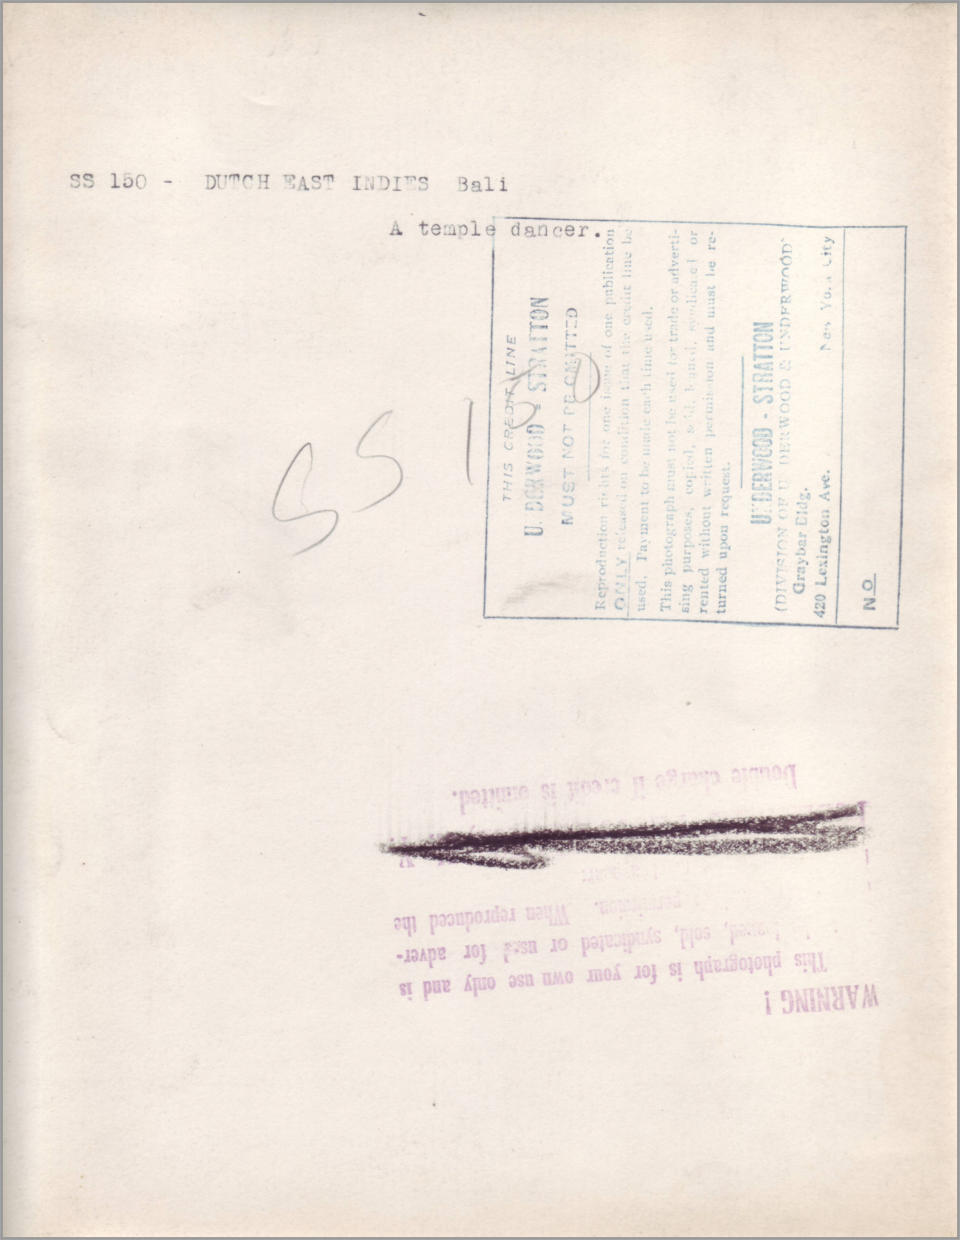 SS 150 - DUTCH EAST INDIES Bali
A temple dancer.
SS 150
THIS CREDIT LINE
UNDERWOOD - STRATTON
MUST NOT BE OMITTED
Reproduction rights for one issue of one publication
ONLY released on condition that the credit line be
used. Payment to be made each time used.
This photograph must not be used for trade or adverti-
sing purposes, copied, sold, loaned, syndicated or
rented without written permission and must be re-
turned upon request.
UNDERWOOD - STRATTON
(DIVISION OF UNDERWOOD & UNDERWOOD)
Graybar Bldg.
420 Lexington Ave. New York City
NO
WARNING !
This photograph is for your own use only and is
loaned, sold, syndicated or used for adver-
permission. When reproduced the
Double charge if credit is omitted.